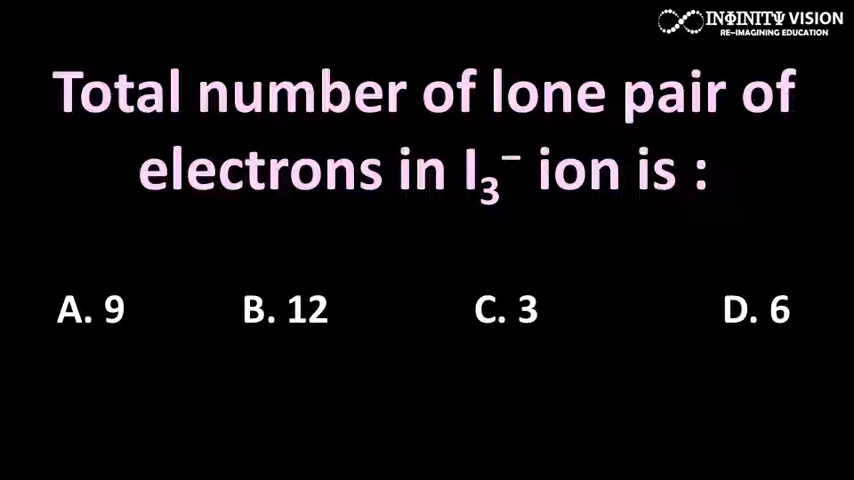 INΦINITΨ VISION
RE-IMAGINING EDUCATION
Total number of lone pair of
electrons in I₃⁻ ion is :
A. 9 B. 12 C. 3 D. 6